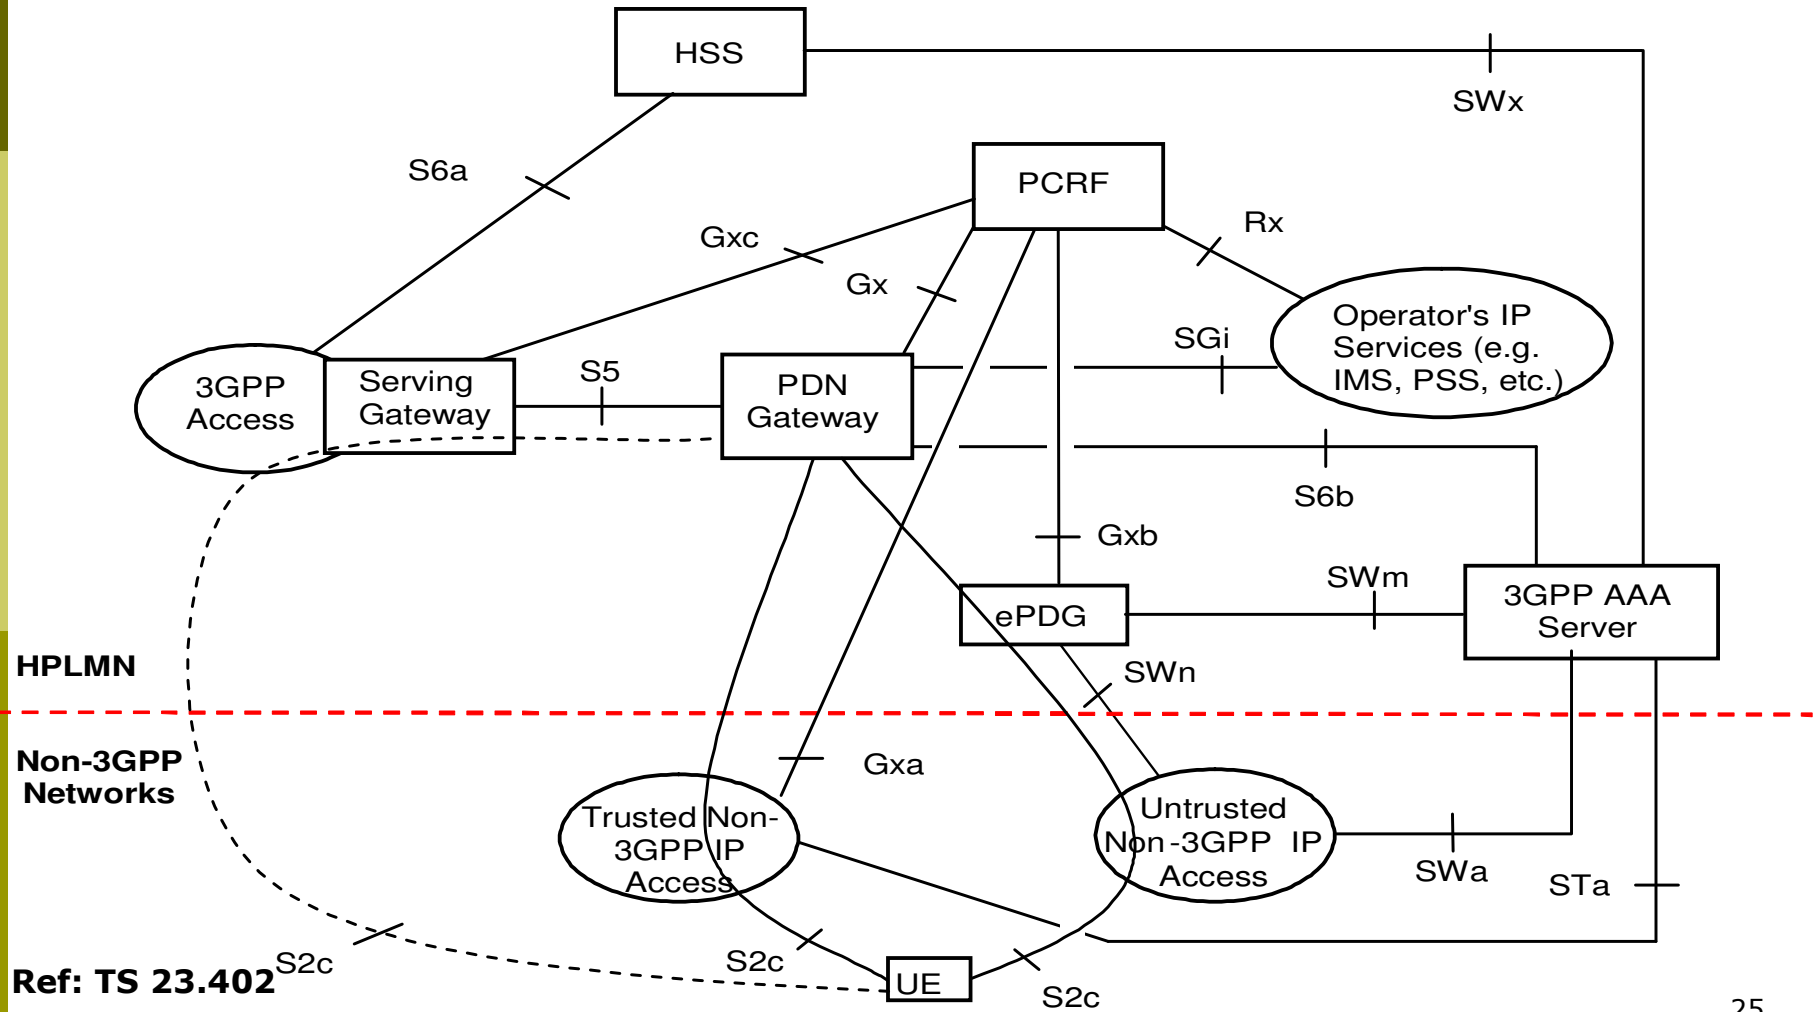 HSS
SWx
S6a
PCRF
Rx
Gxc
Gx
Operator's IP
Services (e.g.
IMS, PSS, etc.)
SGi
3GPP
Access
Serving
Gateway
S5
PDN
Gateway
S6b
Gxb
SWm
3GPP AAA
Server
ePDG
HPLMN
SWn
Non-3GPP
Networks
Gxa
Trusted Non-
3GPP IP
Access
Untrusted
Non-3GPP IP
Access
SWa
STa
S2c
S2c
S2c
UE
Ref: TS 23.402
25